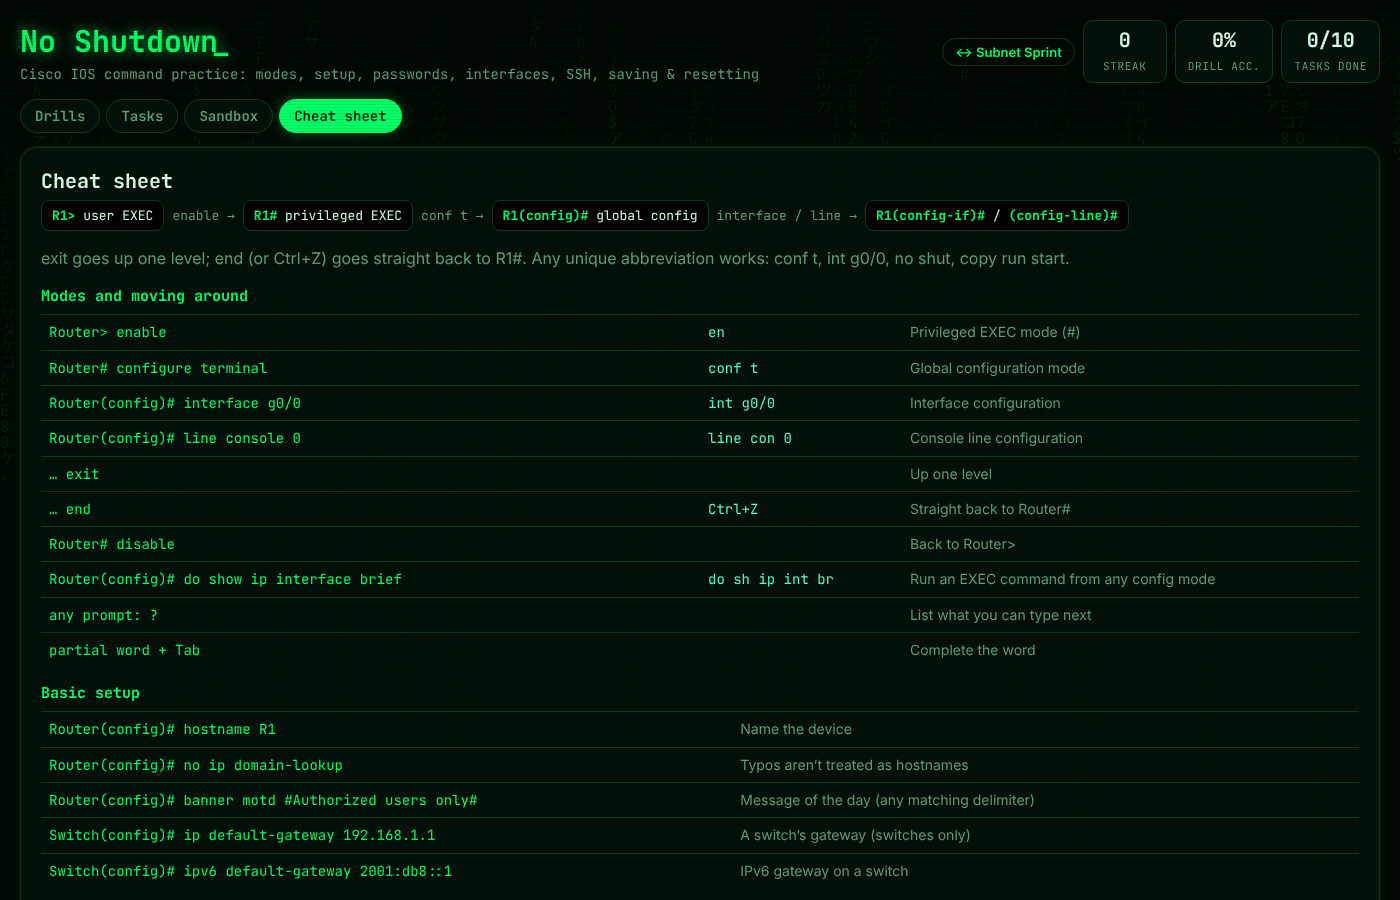 No Shutdown_
Cisco IOS command practice: modes, setup, passwords, interfaces, SSH, saving & resetting
↔ Subnet Sprint
0
STREAK
0%
DRILL ACC.
0/10
TASKS DONE
Drills
Tasks
Sandbox
Cheat sheet
Cheat sheet
R1> user EXEC enable → R1# privileged EXEC conf t → R1(config)# global config interface / line → R1(config-if)# / (config-line)#
exit goes up one level; end (or Ctrl+Z) goes straight back to R1#. Any unique abbreviation works: conf t, int g0/0, no shut, copy run start.
Modes and moving around
Router> enable en Privileged EXEC mode (#)
Router# configure terminal conf t Global configuration mode
Router(config)# interface g0/0 int g0/0 Interface configuration
Router(config)# line console 0 line con 0 Console line configuration
… exit Up one level
… end Ctrl+Z Straight back to Router#
Router# disable Back to Router>
Router(config)# do show ip interface brief do sh ip int br Run an EXEC command from any config mode
any prompt: ? List what you can type next
partial word + Tab Complete the word
Basic setup
Router(config)# hostname R1 Name the device
Router(config)# no ip domain-lookup Typos aren’t treated as hostnames
Router(config)# banner motd #Authorized users only# Message of the day (any matching delimiter)
Switch(config)# ip default-gateway 192.168.1.1 A switch’s gateway (switches only)
Switch(config)# ipv6 default-gateway 2001:db8::1 IPv6 gateway on a switch